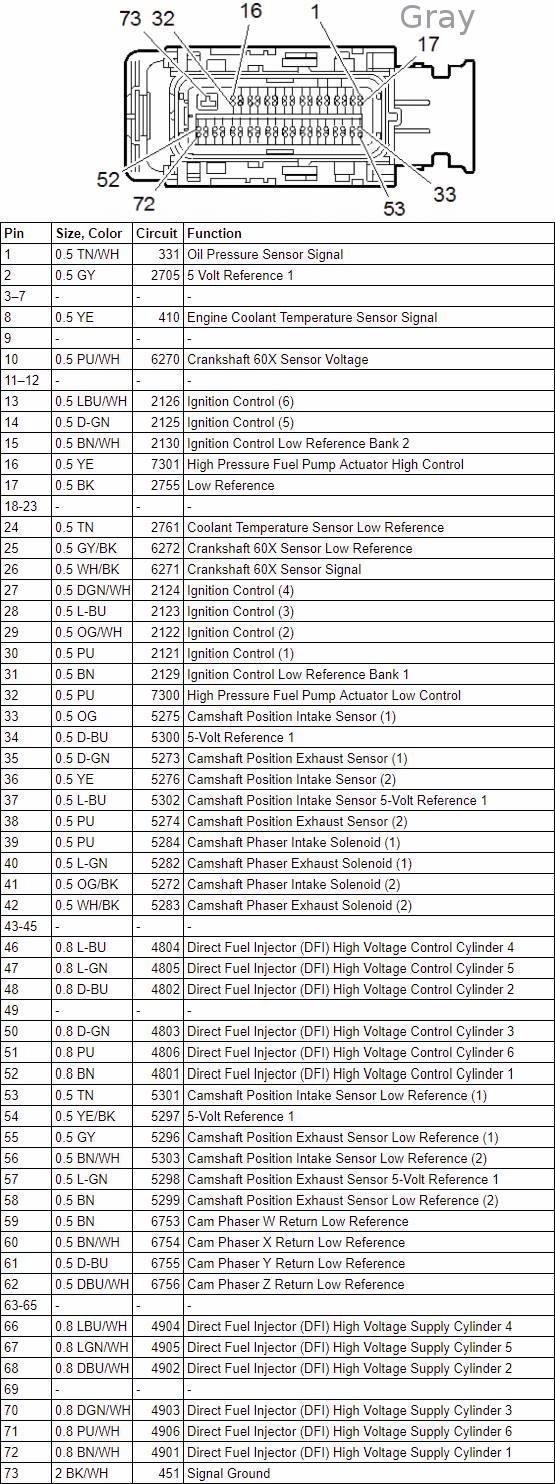 Gray
73 32 16 1 17
52 72 53 33
Pin Size, Color Circuit Function
1 0.5 TN/WH 331 Oil Pressure Sensor Signal
2 0.5 GY 2705 5 Volt Reference 1
3–7 - - -
8 0.5 YE 410 Engine Coolant Temperature Sensor Signal
9 - - -
10 0.5 PU/WH 6270 Crankshaft 60X Sensor Voltage
11–12 - - -
13 0.5 LBU/WH 2126 Ignition Control (6)
14 0.5 D-GN 2125 Ignition Control (5)
15 0.5 BN/WH 2130 Ignition Control Low Reference Bank 2
16 0.5 YE 7301 High Pressure Fuel Pump Actuator High Control
17 0.5 BK 2755 Low Reference
18-23 - - -
24 0.5 TN 2761 Coolant Temperature Sensor Low Reference
25 0.5 GY/BK 6272 Crankshaft 60X Sensor Low Reference
26 0.5 WH/BK 6271 Crankshaft 60X Sensor Signal
27 0.5 DGN/WH 2124 Ignition Control (4)
28 0.5 L-BU 2123 Ignition Control (3)
29 0.5 OG/WH 2122 Ignition Control (2)
30 0.5 PU 2121 Ignition Control (1)
31 0.5 BN 2129 Ignition Control Low Reference Bank 1
32 0.5 PU 7300 High Pressure Fuel Pump Actuator Low Control
33 0.5 OG 5275 Camshaft Position Intake Sensor (1)
34 0.5 D-BU 5300 5-Volt Reference 1
35 0.5 D-GN 5273 Camshaft Position Exhaust Sensor (1)
36 0.5 YE 5276 Camshaft Position Intake Sensor (2)
37 0.5 L-BU 5302 Camshaft Position Intake Sensor 5-Volt Reference 1
38 0.5 PU 5274 Camshaft Position Exhaust Sensor (2)
39 0.5 PU 5284 Camshaft Phaser Intake Solenoid (1)
40 0.5 L-GN 5282 Camshaft Phaser Exhaust Solenoid (1)
41 0.5 OG/BK 5272 Camshaft Phaser Intake Solenoid (2)
42 0.5 WH/BK 5283 Camshaft Phaser Exhaust Solenoid (2)
43-45 - - -
46 0.8 L-BU 4804 Direct Fuel Injector (DFI) High Voltage Control Cylinder 4
47 0.8 L-GN 4805 Direct Fuel Injector (DFI) High Voltage Control Cylinder 5
48 0.8 D-BU 4802 Direct Fuel Injector (DFI) High Voltage Control Cylinder 2
49 - - -
50 0.8 D-GN 4803 Direct Fuel Injector (DFI) High Voltage Control Cylinder 3
51 0.8 PU 4806 Direct Fuel Injector (DFI) High Voltage Control Cylinder 6
52 0.8 BN 4801 Direct Fuel Injector (DFI) High Voltage Control Cylinder 1
53 0.5 TN 5301 Camshaft Position Intake Sensor Low Reference (1)
54 0.5 YE/BK 5297 5-Volt Reference 1
55 0.5 GY 5296 Camshaft Position Exhaust Sensor Low Reference (1)
56 0.5 BN/WH 5303 Camshaft Position Intake Sensor Low Reference (2)
57 0.5 L-GN 5298 Camshaft Position Exhaust Sensor 5-Volt Reference 1
58 0.5 BN 5299 Camshaft Position Exhaust Sensor Low Reference (2)
59 0.5 BN 6753 Cam Phaser W Return Low Reference
60 0.5 BN/WH 6754 Cam Phaser X Return Low Reference
61 0.5 D-BU 6755 Cam Phaser Y Return Low Reference
62 0.5 DBU/WH 6756 Cam Phaser Z Return Low Reference
63-65 - - -
66 0.8 LBU/WH 4904 Direct Fuel Injector (DFI) High Voltage Supply Cylinder 4
67 0.8 LGN/WH 4905 Direct Fuel Injector (DFI) High Voltage Supply Cylinder 5
68 0.8 DBU/WH 4902 Direct Fuel Injector (DFI) High Voltage Supply Cylinder 2
69 - - -
70 0.8 DGN/WH 4903 Direct Fuel Injector (DFI) High Voltage Supply Cylinder 3
71 0.8 PU/WH 4906 Direct Fuel Injector (DFI) High Voltage Supply Cylinder 6
72 0.8 BN/WH 4901 Direct Fuel Injector (DFI) High Voltage Supply Cylinder 1
73 2 BK/WH 451 Signal Ground